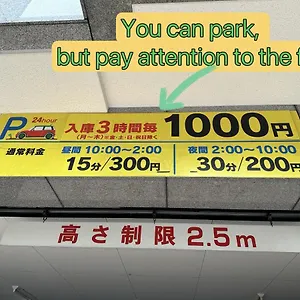 You can park,
but pay attention to the f
P 24hour 入庫3時間毎 1000円
(月～木)※金・土・日・祝日除く
通常料金 昼間 10:00～2:00 夜間 2:00～10:00
15分/300円 30分/200円
高さ制限 2.5m